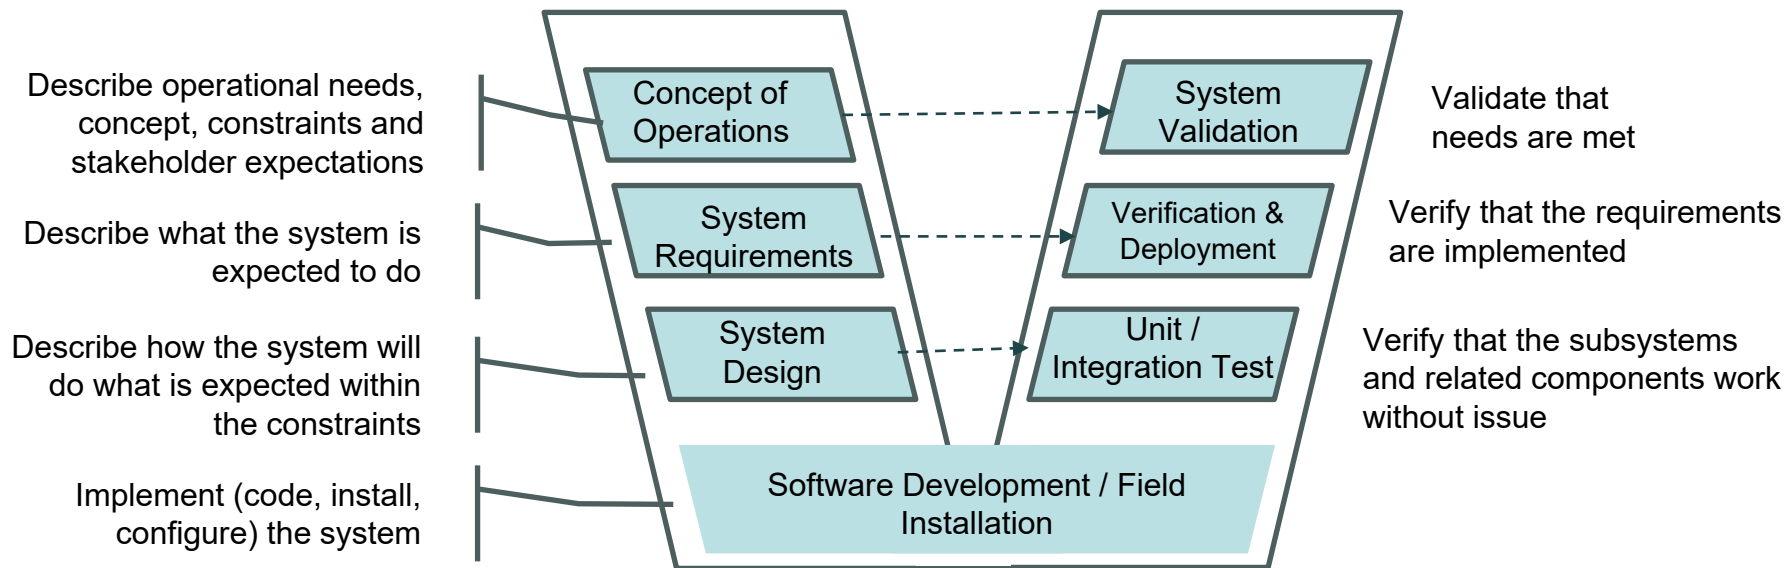 Describe operational needs,
concept, constraints and
stakeholder expectations
Concept of
Operations
System
Validation
Validate that
needs are met
Describe what the system is
expected to do
System
Requirements
Verification &
Deployment
Verify that the requirements
are implemented
Describe how the system will
do what is expected within
the constraints
System
Design
Unit /
Integration Test
Verify that the subsystems
and related components work
without issue
Implement (code, install,
configure) the system
Software Development / Field
Installation